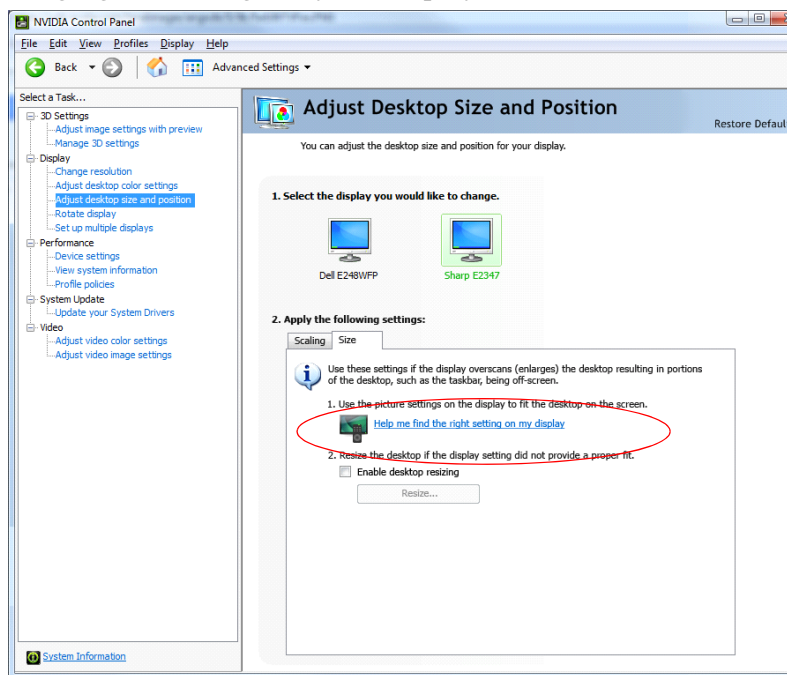 NVIDIA Control Panel
File Edit View Profiles Display Help
Back Advanced Settings
Select a Task...
3D Settings
Adjust image settings with preview
Manage 3D settings
Display
Change resolution
Adjust desktop color settings
Adjust desktop size and position
Rotate display
Set up multiple displays
Performance
Device settings
View system information
Profile policies
System Update
Update your System Drivers
Video
Adjust video color settings
Adjust video image settings
System Information
Adjust Desktop Size and Position
Restore Defaul
You can adjust the desktop size and position for your display.
1. Select the display you would like to change.
Dell E248WFP Sharp E2347
2. Apply the following settings:
Scaling Size
Use these settings if the display overscans (enlarges) the desktop resulting in portions
of the desktop, such as the taskbar, being off-screen.
1. Use the picture settings on the display to fit the desktop on the screen.
Help me find the right setting on my display
2. Resize the desktop if the display setting did not provide a proper fit.
Enable desktop resizing
Resize...